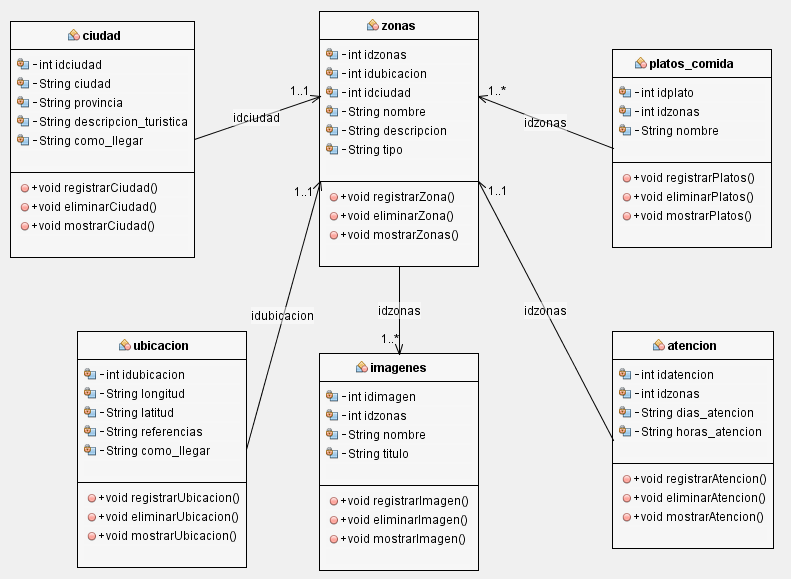 ciudad
- int idciudad
- String ciudad
- String provincia
- String descripcion_turistica
- String como_llegar
+void registrarCiudad()
+void eliminarCiudad()
+void mostrarCiudad()
1..1
idciudad
zonas
- int idzonas
- int idubicacion
- int idciudad
- String nombre
- String descripcion
- String tipo
+void registrarZona()
+void eliminarZona()
+void mostrarZonas()
1..*
idzonas
platos_comida
- int idplato
- int idzonas
- String nombre
+void registrarPlatos()
+void eliminarPlatos()
+void mostrarPlatos()
1..1
idubicacion
idzonas
1..*
1..1
idzonas
ubicacion
- int idubicacion
- String longitud
- String latitud
- String referencias
- String como_llegar
+void registrarUbicacion()
+void eliminarUbicacion()
+void mostrarUbicacion()
imagenes
- int idimagen
- int idzonas
- String nombre
- String titulo
+void registrarImagen()
+void eliminarImagen()
+void mostrarImagen()
atencion
- int idatencion
- int idzonas
- String dias_atencion
- String horas_atencion
+void registrarAtencion()
+void eliminarAtencion()
+void mostrarAtencion()